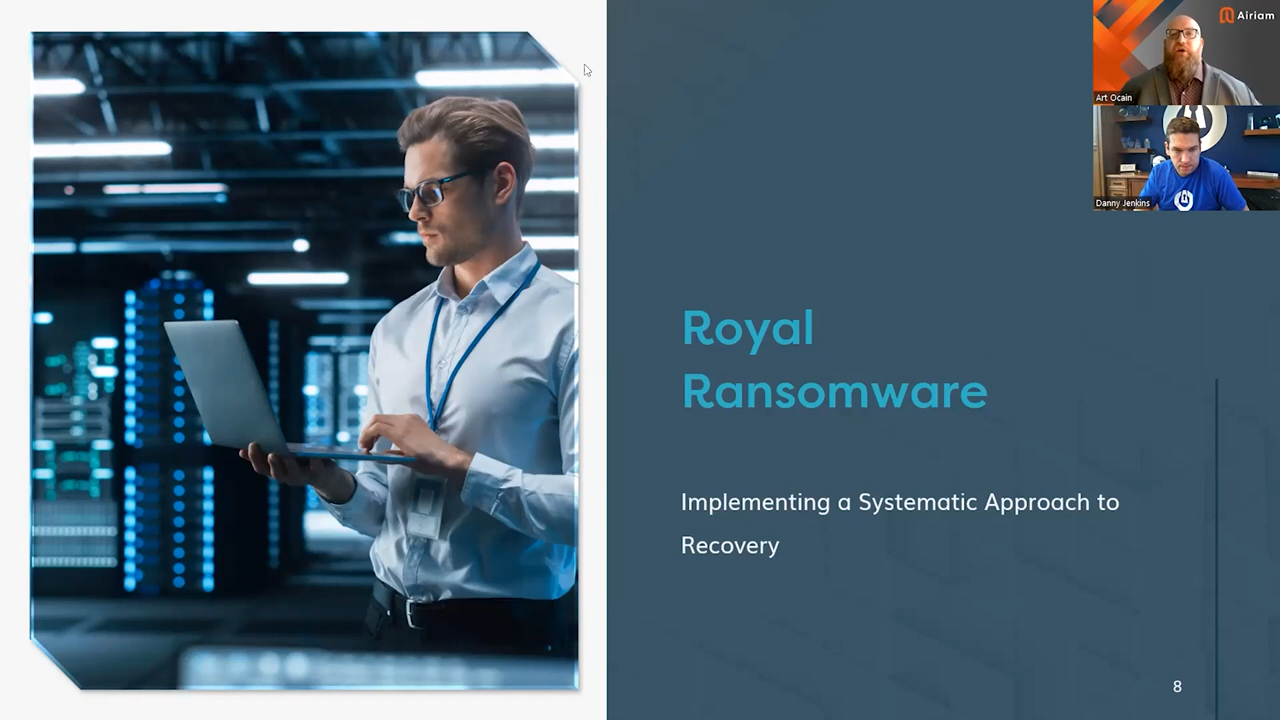 Airiam
Art Ocain
Danny Jenkins
Royal
Ransomware
Implementing a Systematic Approach to
Recovery
8